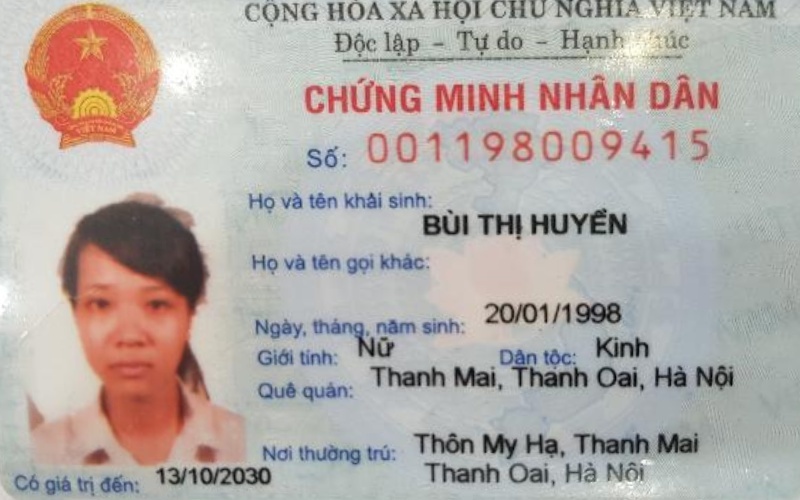 CỘNG HÒA XÃ HỘI CHỦ NGHĨA VIỆT NAM
Độc lập - Tự do - Hạnh phúc
CHỨNG MINH NHÂN DÂN
Số: 001198009415
Họ và tên khai sinh:
BÙI THỊ HUYỀN
Họ và tên gọi khác:
Ngày, tháng, năm sinh: 20/01/1998
Giới tính: Nữ Dân tộc: Kinh
Quê quán: Thanh Mai, Thanh Oai, Hà Nội
Nơi thường trú: Thôn My Hạ, Thanh Mai
Thanh Oai, Hà Nội
Có giá trị đến: 13/10/2030
VIỆT NAM